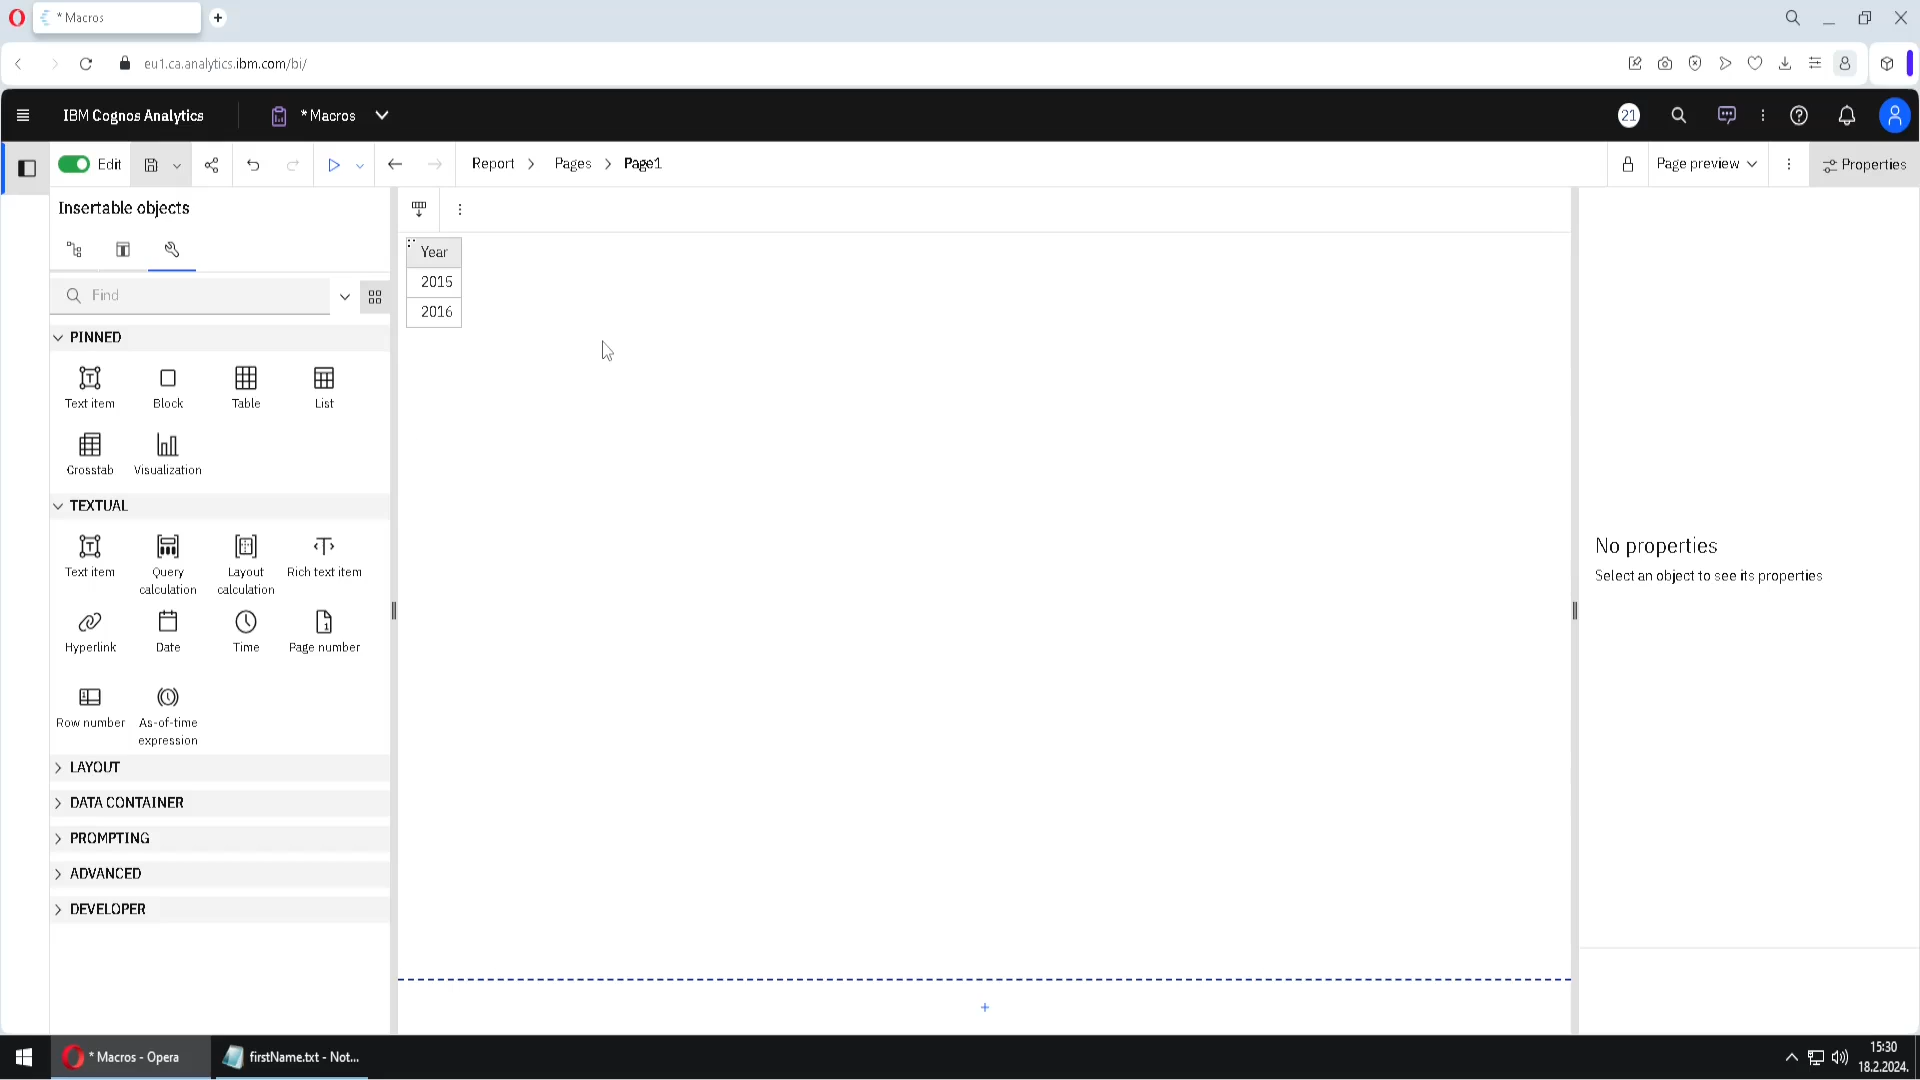 * Macros
eu1.ca.analytics.ibm.com/bi/
IBM Cognos Analytics
* Macros
21
Edit
Report
Pages
Page1
Page preview
Properties
Insertable objects
Find
PINNED
Text item
Block
Table
List
Crosstab
Visualization
TEXTUAL
Text item
Query
calculation
Layout
calculation
Rich text item
Hyperlink
Date
Time
Page number
Row number
As-of-time
expression
LAYOUT
DATA CONTAINER
PROMPTING
ADVANCED
DEVELOPER
Year
2015
2016
No properties
Select an object to see its properties
* Macros - Opera
firstName.txt - Not...
15:30
18.2.2024.